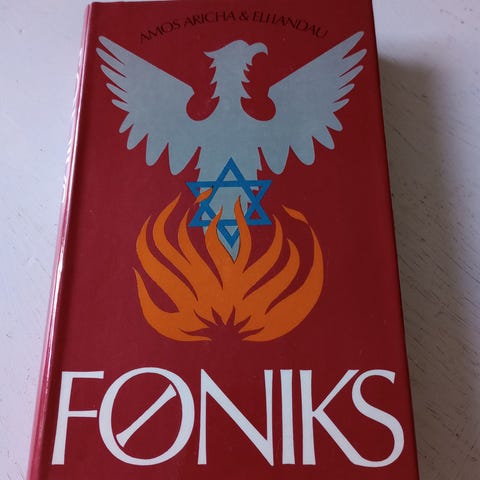 AMOS ARICHA & ELI LANDAU
FØNIKS